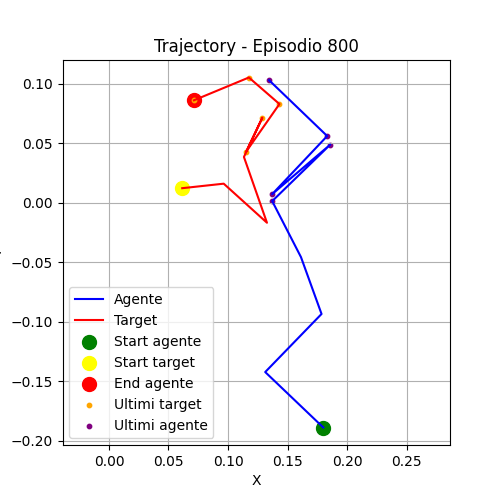 Trajectory - Episodio 800
0.10
0.05
0.00
−0.05
−0.10
−0.15
−0.20
Agente
Target
Start agente
Start target
End agente
Ultimi target
Ultimi agente
0.00 0.05 0.10 0.15 0.20 0.25
X